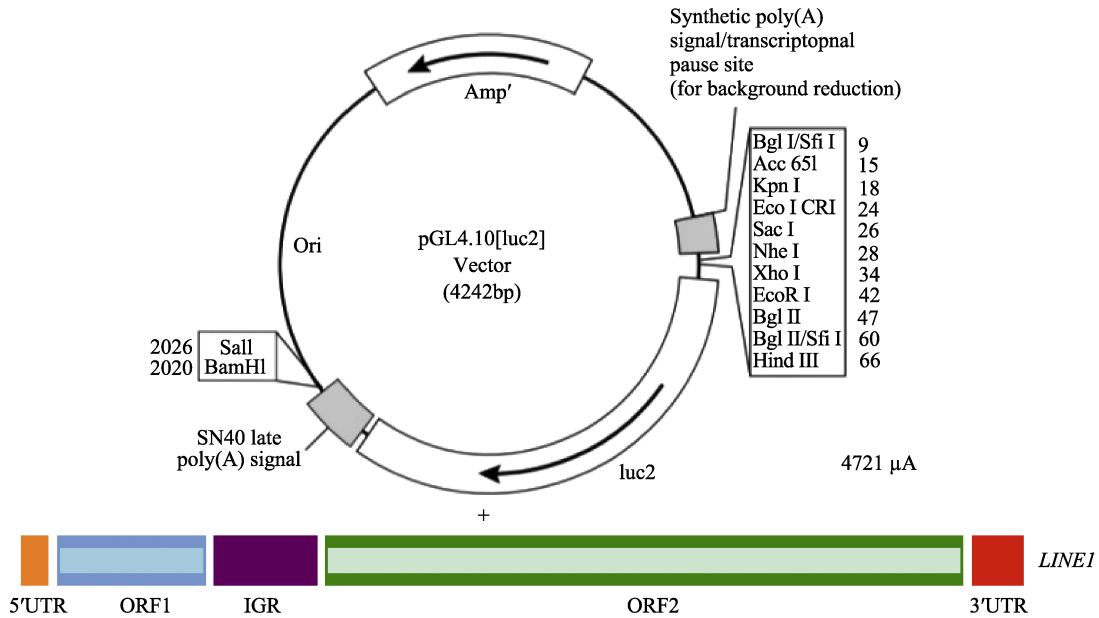 Synthetic poly(A)
signal/transcriptopnal
pause site
(for background reduction)
Amp′
Bgl I/Sfi I 9
Acc 65l 15
Kpn I 18
Eco I CRI 24
Sac I 26
Nhe I 28
Xho I 34
EcoR I 42
Bgl II 47
Bgl II/Sfi I 60
Hind III 66
pGL4.10[luc2]
Vector
(4242bp)
Ori
2026 Sall
2020 BamHl
SN40 late
poly(A) signal
luc2
4721 μA
+
LINE1
5′UTR ORF1 IGR ORF2 3′UTR